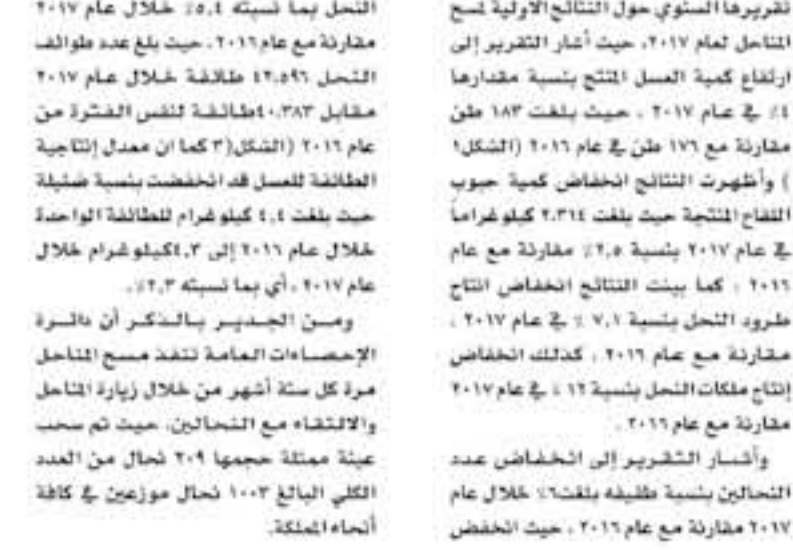 تقريرها السنوي حول النتائج الأولية لمسح
المناحل لعام ٢٠١٧، حيث أشار التقرير إلى
ارتفاع كمية العسل المنتج بنسبة مقدارها
٤٪ في عام ٢٠١٧ ، حيث بلغت ١٨٣ طن
مقارنة مع ١٧٦ طن في عام ٢٠١٦ (الشكل١
) وأظهرت النتائج انخفاض كمية حبوب
اللقاح المنتجة حيث بلغت ٢،٣١٤ كيلوغراماً
في عام ٢٠١٧ بنسبة ٢،٥٪ مقارنة مع عام
٢٠١٦ ، كما بينت النتائج انخفاض انتاج
طرود النحل بنسبة ٧,١ ٪ في عام ٢٠١٧ ،
مقارنة مع عام ٢٠١٦ ، كذلك انخفاض
إنتاج ملكات النحل بنسبة ١٢ ٪ في عام ٢٠١٧
مقارنة مع عام ٢٠١٦ .
وأشار التقرير إلى انخفاض عدد
النحالين بنسبة طفيفه بلغت٦٪ خلال عام
٢٠١٧ مقارنة مع عام ٢٠١٦ ، حيث انخفض
النحل بما نسبته ٥,٤٪ خلال عام ٢٠١٧
مقارنة مع عام ٢٠١٦ ، حيث بلغ عدد طوائف
النحل ٤٢،٥٩٦ طائفة خلال عام ٢٠١٧
مقابل ٤٠،٣٨٣طائفة لنفس الفترة من
عام ٢٠١٦ (الشكل(٣ كما ان معدل إنتاجية
الطائفة للعسل قد انخفضت بنسبة ضئيلة
حيث بلغت ٤,٤ كيلو غرام للطائفة الواحدة
خلال عام ٢٠١٦ إلى ٤,٣كيلو غرام خلال
عام ٢٠١٧ ، أي بما نسبته ٢,٣٪ .
ومن الجدير بالذكر أن دائرة
الإحصاءات العامة تنفذ مسح المناحل
مرة كل ستة أشهر من خلال زيارة المناحل
والالتقاء مع النحالين، حيث تم سحب
عينة ممثلة حجمها ٢٠٩ نحال من العدد
الكلي البالغ ١٠٠٣ نحال موزعين في كافة
أنحاء المملكة.